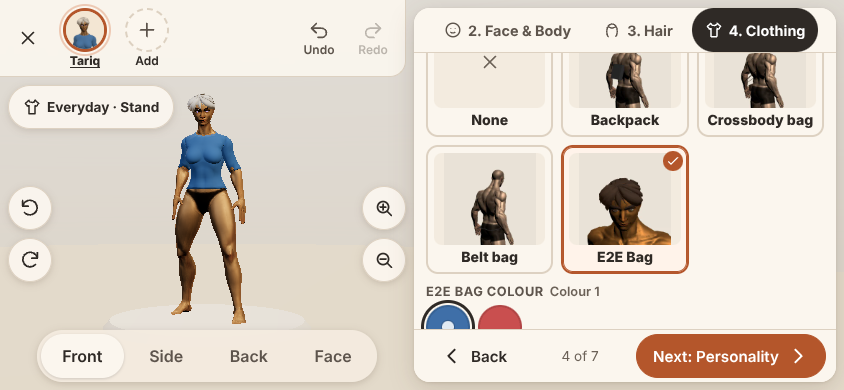 Tariq
Add
Undo
Redo
Everyday · Stand
Front
Side
Back
Face
2. Face & Body
3. Hair
4. Clothing
None
Backpack
Crossbody bag
Belt bag
E2E Bag
E2E BAG COLOUR Colour 1
Back
4 of 7
Next: Personality